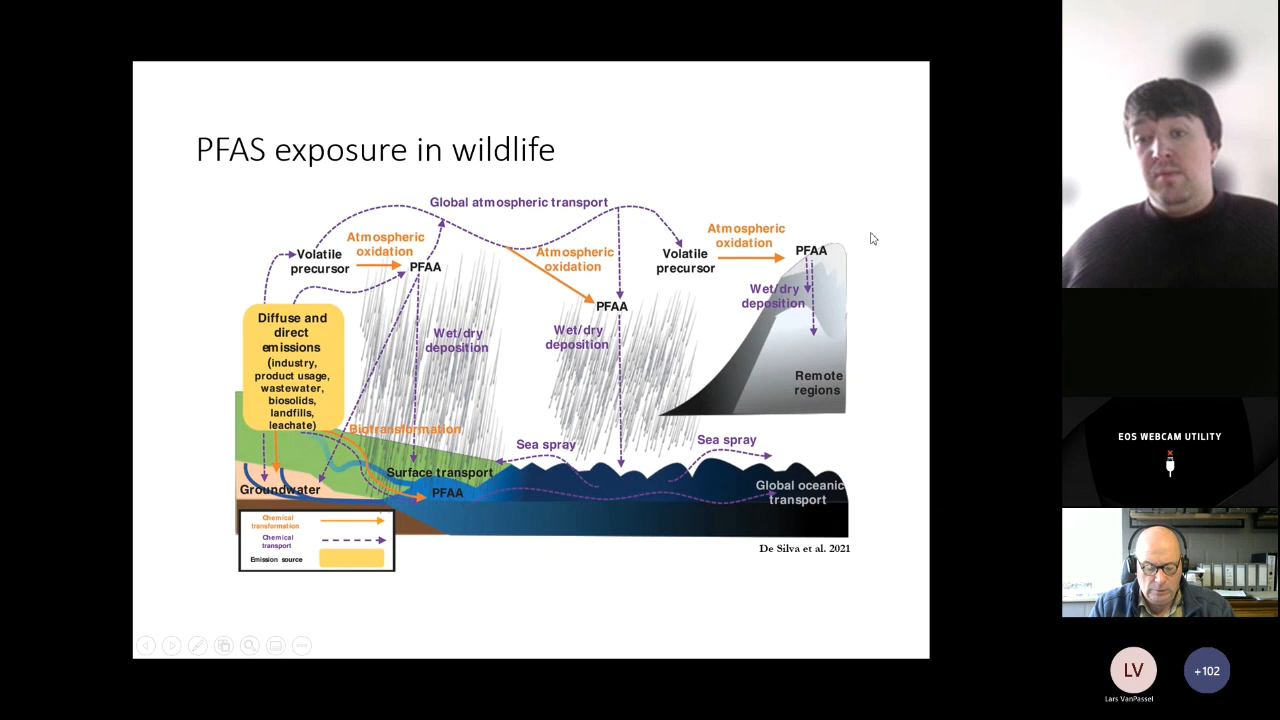 PFAS exposure in wildlife
Global atmospheric transport
Atmospheric
oxidation
Volatile
precursor
PFAA
Atmospheric
oxidation
Volatile
precursor
Atmospheric
oxidation
PFAA
PFAA
Wet/dry
deposition
Wet/dry
deposition
Wet/dry
deposition
Diffuse and
direct
emissions
(industry,
product usage,
wastewater,
biosolids,
landfills,
leachate)
Remote
regions
Biotransformation
Sea spray
Sea spray
Surface transport
Groundwater
PFAA
Global oceanic
transport
Chemical
transformation
Chemical
transport
Emission source
De Silva et al. 2021
EOS WEBCAM UTILITY
LV
+102
Lars VanPassel